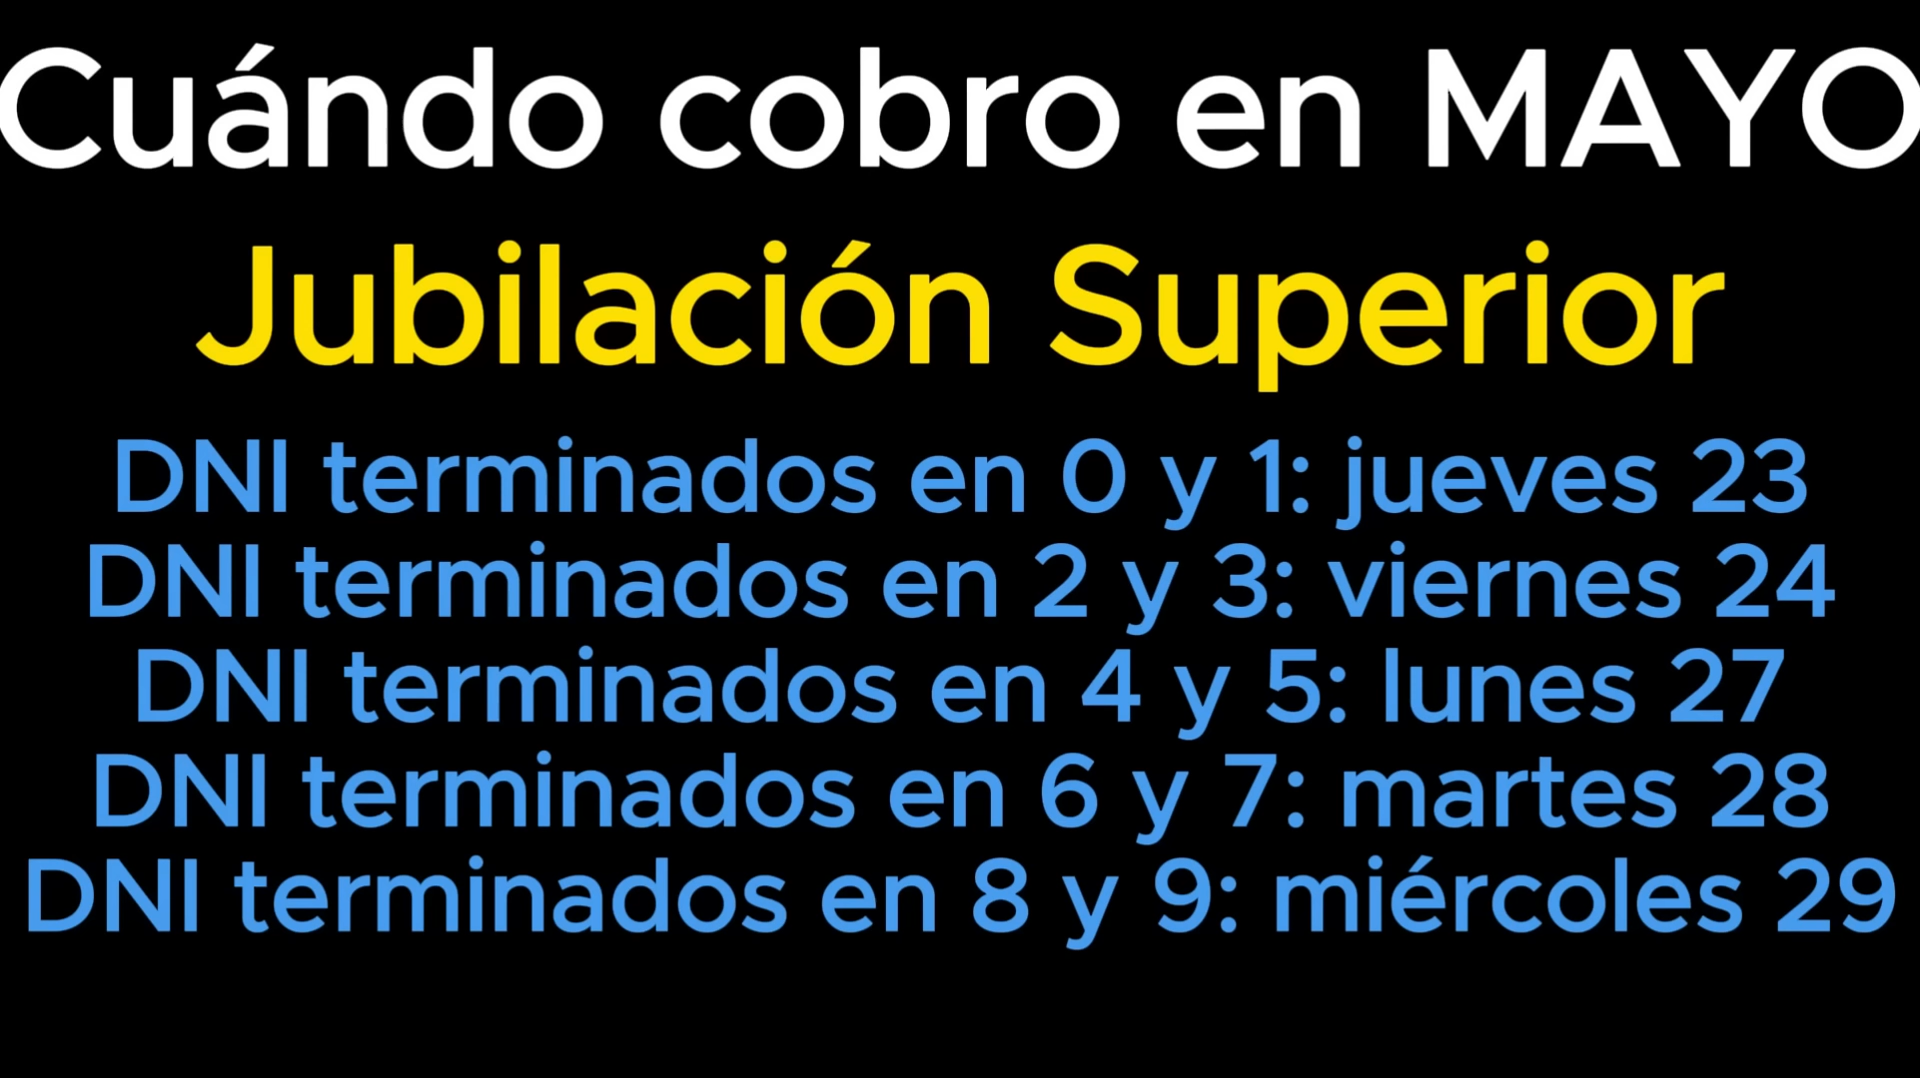 Cuándo cobro en MAYO
Jubilación Superior
DNI terminados en 0 y 1: jueves 23
DNI terminados en 2 y 3: viernes 24
DNI terminados en 4 y 5: lunes 27
DNI terminados en 6 y 7: martes 28
DNI terminados en 8 y 9: miércoles 29